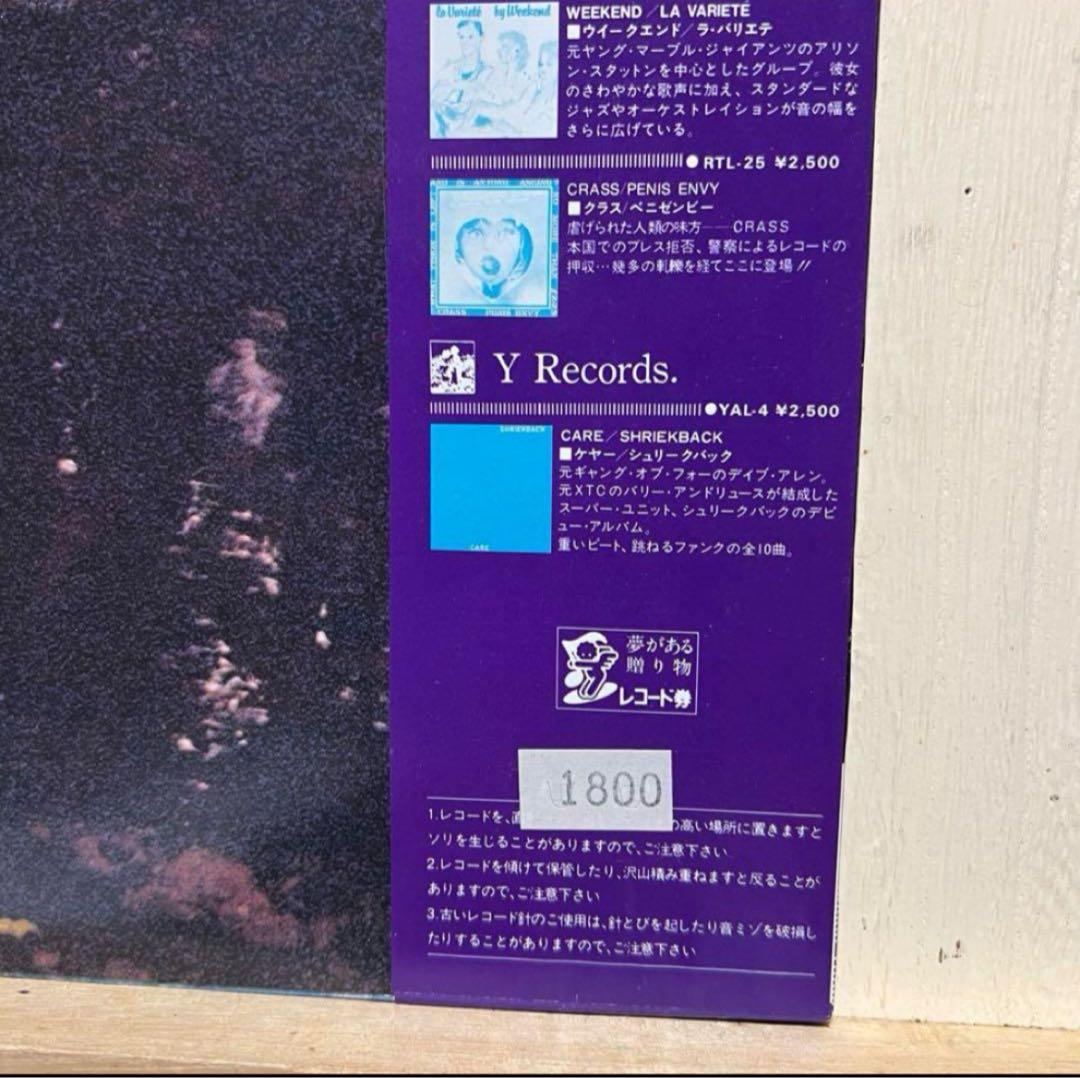 la Varieté by Weekend
WEEKEND/LA VARIETÉ
■ウイークエンド/ラ・バリエテ
元ヤング・マーブル・ジャイアンツのアリソ
ン・スタットンを中心としたグループ。彼女
のさわやかな歌声に加え、スタンダードな
ジャズやオーケストレイションが音の幅を
さらに広げている。
●RTL-25 ¥2,500
CRASS/PENIS ENVY
■クラス/ペニゼンビー
虐げられた人類の味方——CRASS
本国でのプレス拒否、警察によるレコードの
押収…幾多の軋轢を経てここに登場!!
CRASS PENIS ENVY
Y Records.
●YAL-4 ¥2,500
SHRIEKBACK
CARE
CARE/SHRIEKBACK
■ケヤー/シュリークバック
元ギャング・オブ・フォーのデイブ・アレン。
元XTCのバリー・アンドリュースが結成した
スーパー・ユニット、シュリークバックのデビ
ュー・アルバム。
重いビート、跳ねるファンクの全10曲。
夢がある
贈り物
レコード券
1800
1.レコードを、直 の高い場所に置きますと
ソリを生じることがありますので、ご注意下さい
2.レコードを傾けて保管したり、沢山積み重ねますと反ることが
ありますので、ご注意下さい
3.古いレコード針のご使用は、針とびを起したり音ミゾを破損し
たりすることがありますので、ご注意下さい